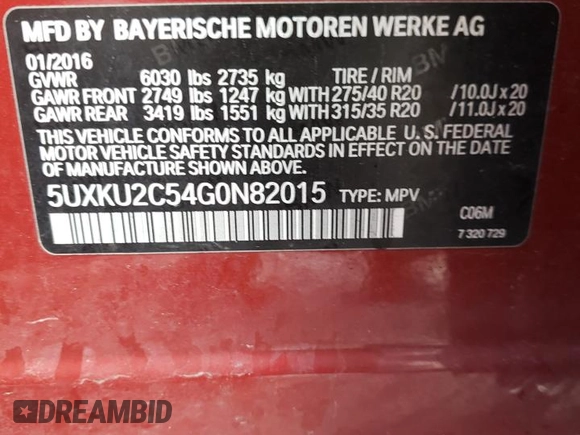 MFD BY BAYERISCHE MOTOREN WERKE AG
01/2016
GVWR 6030 lbs 2735 kg TIRE / RIM
GAWR FRONT 2749 lbs 1247 kg WITH 275/40 R20 /10.0J x 20
GAWR REAR 3419 lbs 1551 kg WITH 315/35 R20 /11.0J x 20
THIS VEHICLE CONFORMS TO ALL APPLICABLE U. S. FEDERAL
MOTOR VEHICLE SAFETY STANDARDS IN EFFECT ON THE DATE
OF MANUFACTURE SHOWN ABOVE.
5UXKU2C54G0N82015 TYPE: MPV
C06M
7 320 729
DREAMBID